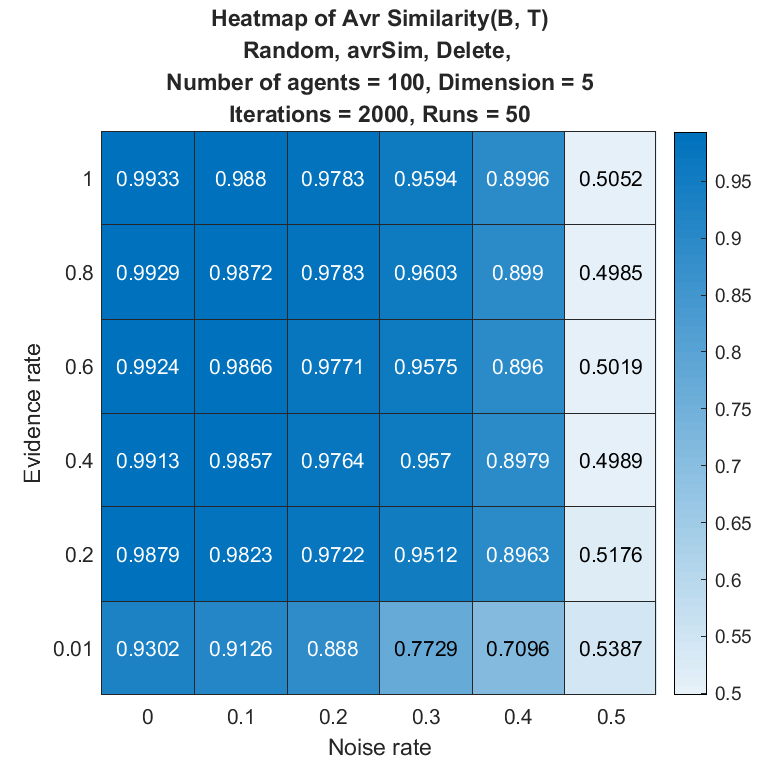 Heatmap of Avr Similarity(B, T)
Random, avrSim, Delete,
Number of agents = 100, Dimension = 5
Iterations = 2000, Runs = 50
1 0.9933 0.988 0.9783 0.9594 0.8996 0.5052
0.8 0.9929 0.9872 0.9783 0.9603 0.899 0.4985
0.6 0.9924 0.9866 0.9771 0.9575 0.896 0.5019
0.4 0.9913 0.9857 0.9764 0.957 0.8979 0.4989
0.2 0.9879 0.9823 0.9722 0.9512 0.8963 0.5176
0.01 0.9302 0.9126 0.888 0.7729 0.7096 0.5387
0 0.1 0.2 0.3 0.4 0.5
Noise rate
Evidence rate
0.95
0.9
0.85
0.8
0.75
0.7
0.65
0.6
0.55
0.5